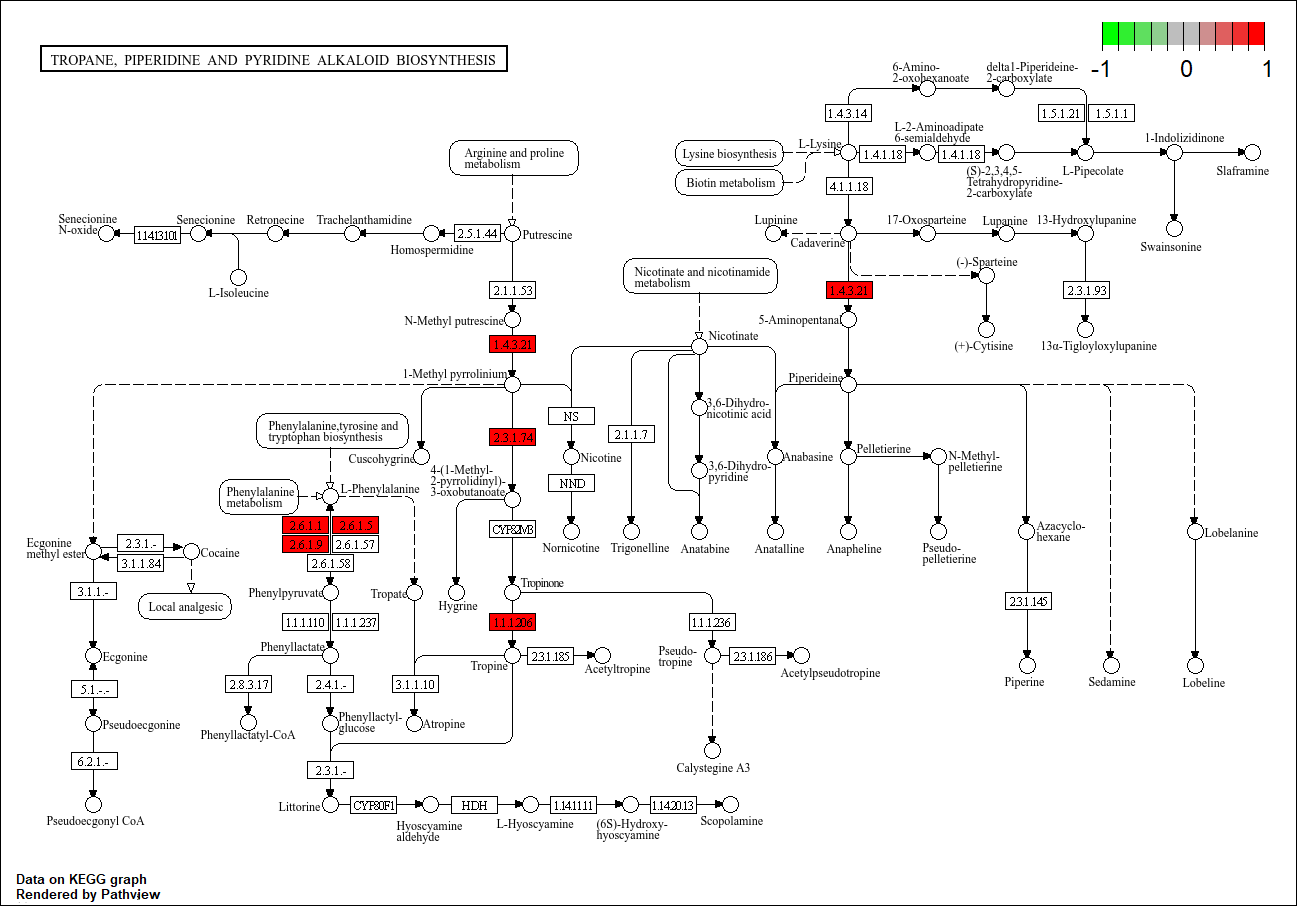 TROPANE, PIPERIDINE AND PYRIDINE ALKALOID BIOSYNTHESIS
-1 0 1
6-Amino-
2-oxohexanoate
delta1-Piperideine-
2-carboxylate
1.4.3.14
1.5.1.21
1.5.1.1
L-2-Aminoadipate
6-semialdehyde
1-Indolizidinone
Arginine and proline
metabolism
Lysine biosynthesis
L-Lysine
1.4.1.18
1.4.1.18
Biotin metabolism
(S)-2,3,4,5-
Tetrahydropyridine-
2-carboxylate
L-Pipecolate
Slaframine
4.1.1.18
Senecionine
N-oxide
Senecionine
Retronecine
Trachelanthamidine
11413101
2.5.1.44
Homospermidine
Putrescine
Lupinine
Cadaverine
17-Oxosparteine
Lupanine
13-Hydroxylupanine
Swainsonine
L-Isoleucine
Nicotinate and nicotinamide
metabolism
(-)-Sparteine
2.1.1.53
1.4.3.21
2.3.1.93
N-Methyl putrescine
5-Aminopentanal
(+)-Cytisine
13α-Tigloyloxylupanine
1.4.3.21
Nicotinate
1-Methyl pyrrolinium
Piperideine
Phenylalanine,tyrosine and
tryptophan biosynthesis
NS
3,6-Dihydro-
nicotinic acid
2.3.1.74
2.1.1.7
Cuscohygrine
Nicotine
Anabasine
Pelletierine
N-Methyl-
pelletierine
4-(1-Methyl-
2-pyrrolidinyl)-
3-oxobutanoate
3,6-Dihydro-
pyridine
NND
Phenylalanine
metabolism
L-Phenylalanine
2.6.1.1
2.6.1.5
2.6.1.9
2.6.1.57
2.6.1.58
CYP82M3
Nornicotine
Trigonelline
Anatabine
Anatalline
Anapheline
Pseudo-
pelletierine
Azacyclo-
hexane
Lobelanine
Ecgonine
methyl ester
2.3.1.-
3.1.1.84
Cocaine
3.1.1.-
Local analgesic
Phenylpyruvate
Tropate
Hygrine
Tropinone
2.3.1.145
1.1.1.110
1.1.1.237
1.1.1.206
1.1.1.236
Ecgonine
Phenyllactate
Tropine
2.3.1.185
Acetyltropine
Pseudo-
tropine
2.3.1.186
Acetylpseudotropine
Piperine
Sedamine
Lobeline
5.1.-.-
2.8.3.17
2.4.1.-
3.1.1.10
Pseudoecgonine
Phenyllactatyl-CoA
Phenyllactyl-
glucose
Atropine
6.2.1.-
2.3.1.-
Calystegine A3
Pseudoecgonyl CoA
Littorine
CYP80F1
Hyoscyamine
aldehyde
HDH
L-Hyoscyamine
1.14.11.11
(6S)-Hydroxy-
hyoscyamine
1.14.20.13
Scopolamine
Data on KEGG graph
Rendered by Pathview